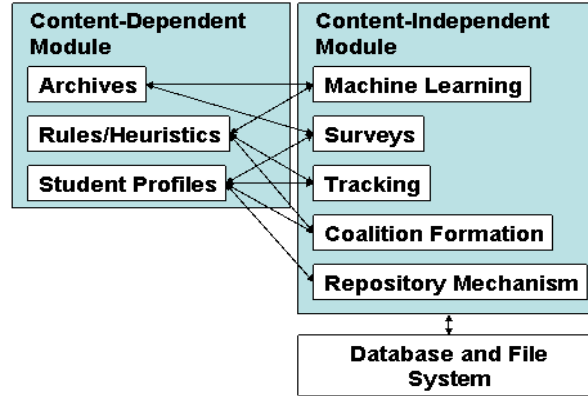 Content-Dependent
Module
Archives
Rules/Heuristics
Student Profiles
Content-Independent
Module
Machine Learning
Surveys
Tracking
Coalition Formation
Repository Mechanism
Database and File
System